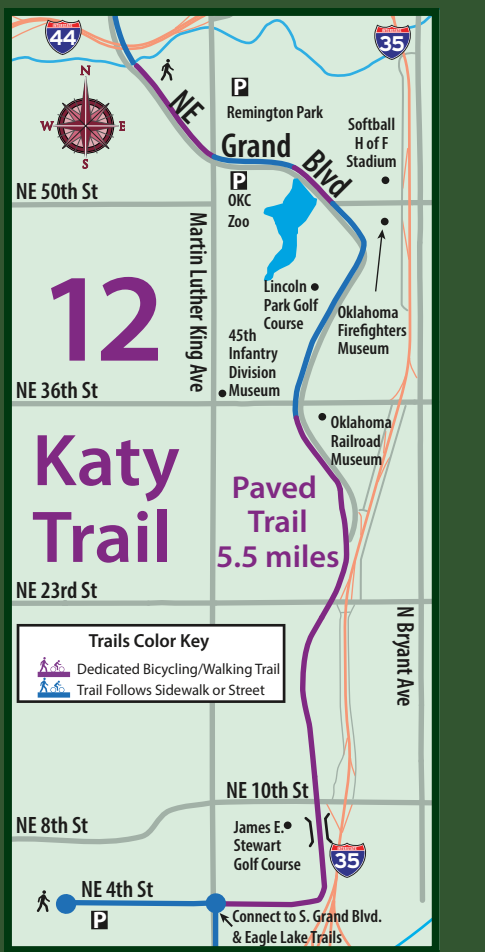 44
35
N
W
E
S
P
Remington Park
NE
Grand
Blvd
Softball
H of F
Stadium
P
OKC
Zoo
NE 50th St
Martin Luther King Ave
12
Lincoln
Park Golf
Course
Oklahoma
Firefighters
Museum
45th
Infantry
Division
Museum
NE 36th St
Oklahoma
Railroad
Museum
Katy
Trail
Paved
Trail
5.5 miles
NE 23rd St
N Bryant Ave
Trails Color Key
Dedicated Bicycling/Walking Trail
Trail Follows Sidewalk or Street
NE 10th St
NE 8th St
James E.
Stewart
Golf Course
35
NE 4th St
P
Connect to S. Grand Blvd.
& Eagle Lake Trails